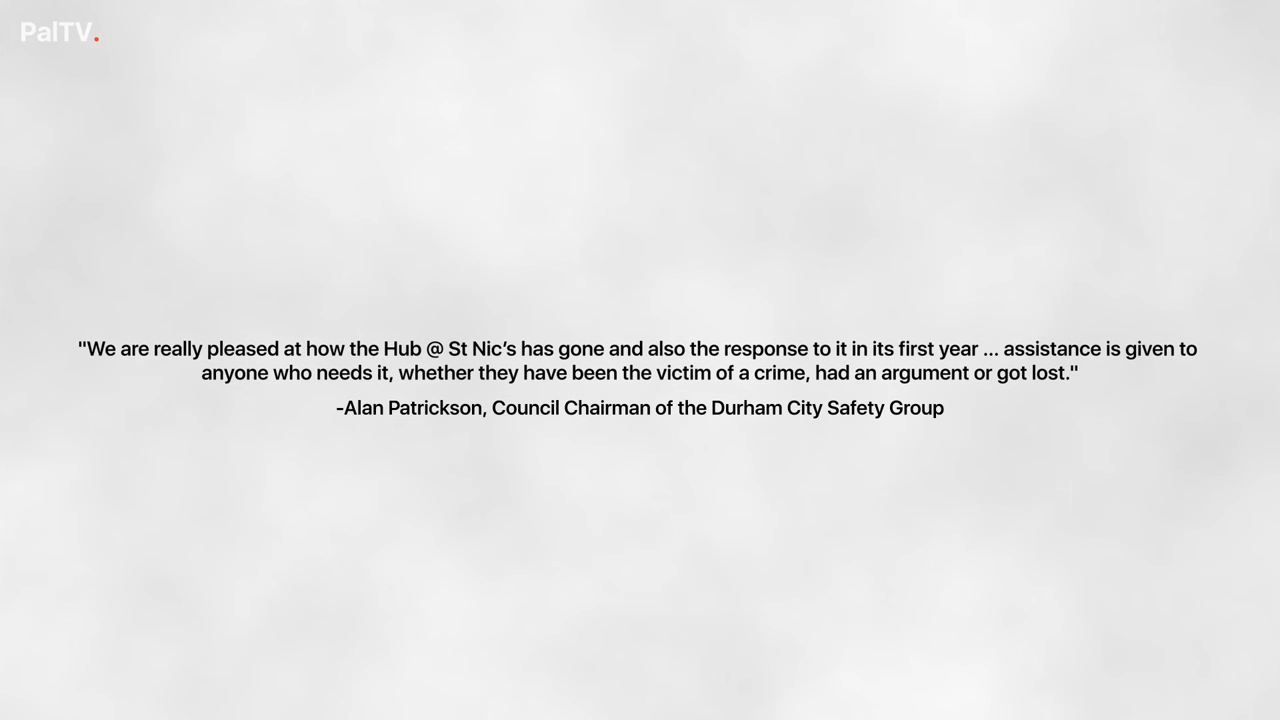 PalTV.
"We are really pleased at how the Hub @ St Nic’s has gone and also the response to it in its first year ... assistance is given to
anyone who needs it, whether they have been the victim of a crime, had an argument or got lost."
-Alan Patrickson, Council Chairman of the Durham City Safety Group